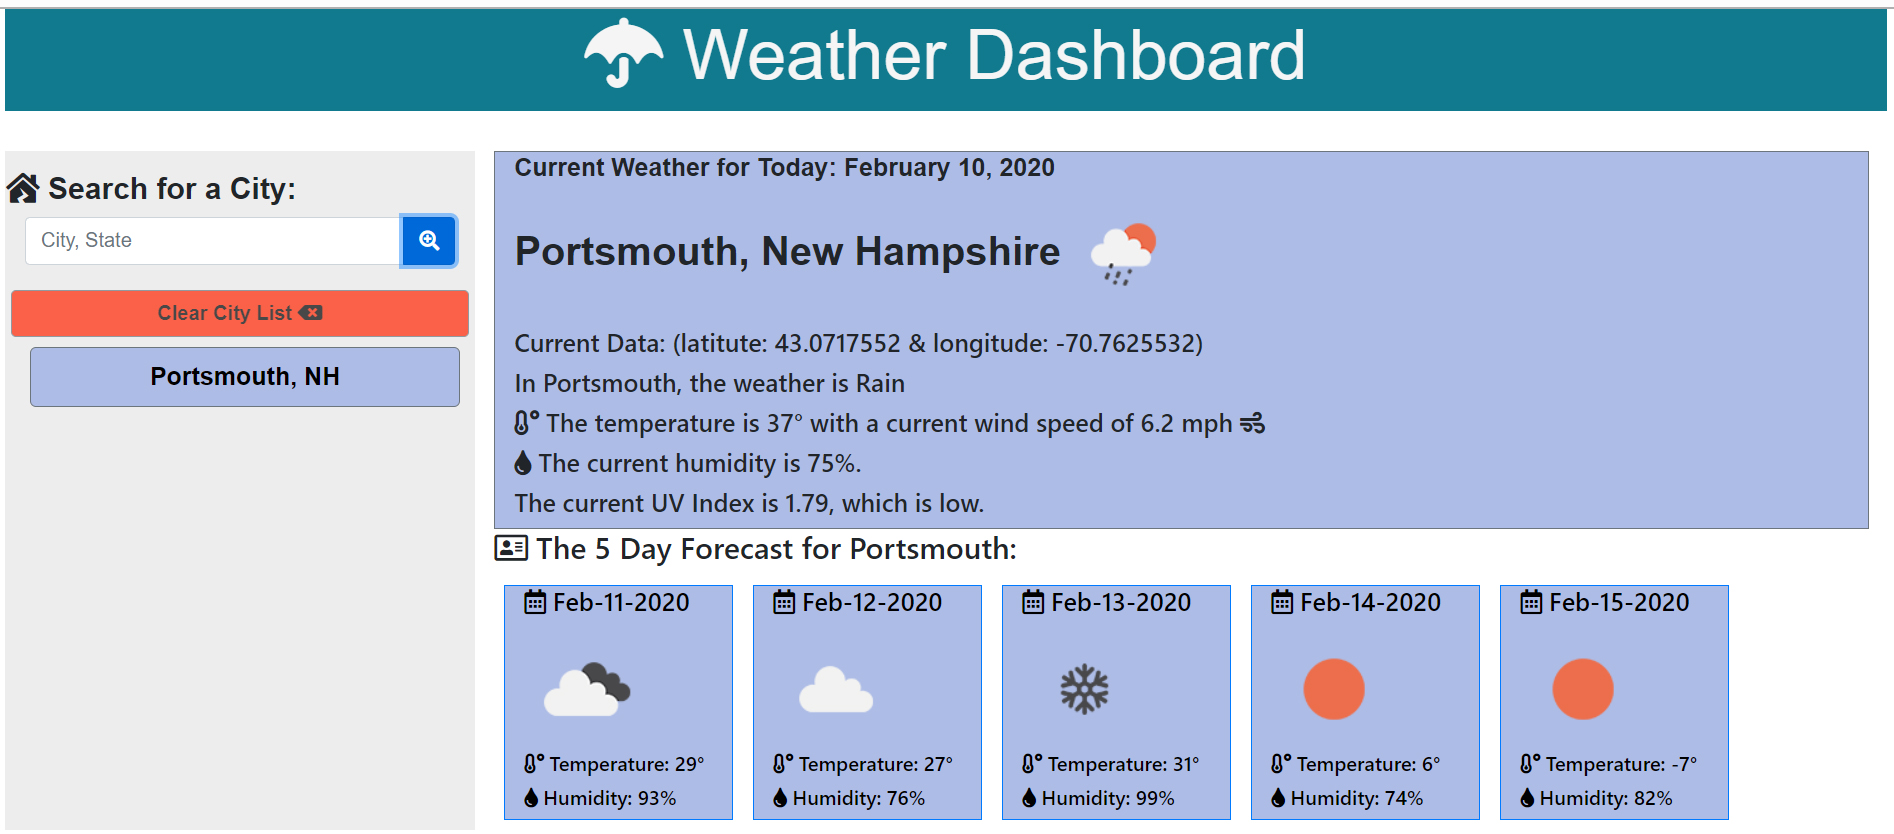 Weather Dashboard
Search for a City:
City, State
Clear City List
Portsmouth, NH
Current Weather for Today: February 10, 2020
Portsmouth, New Hampshire
Current Data: (latitute: 43.0717552 & longitude: -70.7625532)
In Portsmouth, the weather is Rain
The temperature is 37° with a current wind speed of 6.2 mph
The current humidity is 75%.
The current UV Index is 1.79, which is low.
The 5 Day Forecast for Portsmouth:
Feb-11-2020
Temperature: 29°
Humidity: 93%
Feb-12-2020
Temperature: 27°
Humidity: 76%
Feb-13-2020
Temperature: 31°
Humidity: 99%
Feb-14-2020
Temperature: 6°
Humidity: 74%
Feb-15-2020
Temperature: -7°
Humidity: 82%